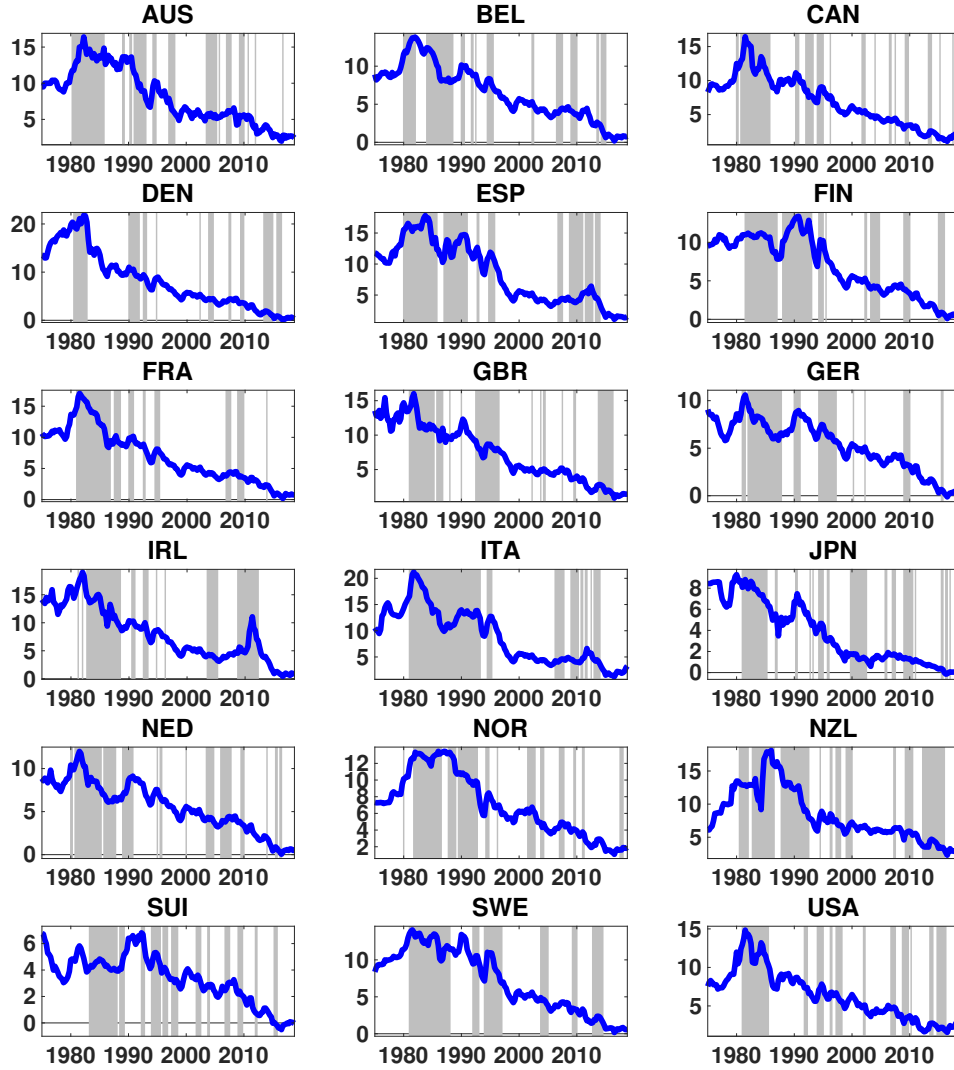 AUS BEL CAN
15 10 5
10 5 0
15 10 5
1980 1990 2000 2010 1980 1990 2000 2010 1980 1990 2000 2010
DEN ESP FIN
20 10 0
15 10 5
10 5 0
1980 1990 2000 2010 1980 1990 2000 2010 1980 1990 2000 2010
FRA GBR GER
15 10 5 0
15 10 5
10 5 0
1980 1990 2000 2010 1980 1990 2000 2010 1980 1990 2000 2010
IRL ITA JPN
15 10 5 0
20 15 10 5
8 6 4 2 0
1980 1990 2000 2010 1980 1990 2000 2010 1980 1990 2000 2010
NED NOR NZL
10 5 0
12 10 8 6 4 2
15 10 5
1980 1990 2000 2010 1980 1990 2000 2010 1980 1990 2000 2010
SUI SWE USA
6 4 2 0
10 5 0
15 10 5
1980 1990 2000 2010 1980 1990 2000 2010 1980 1990 2000 2010